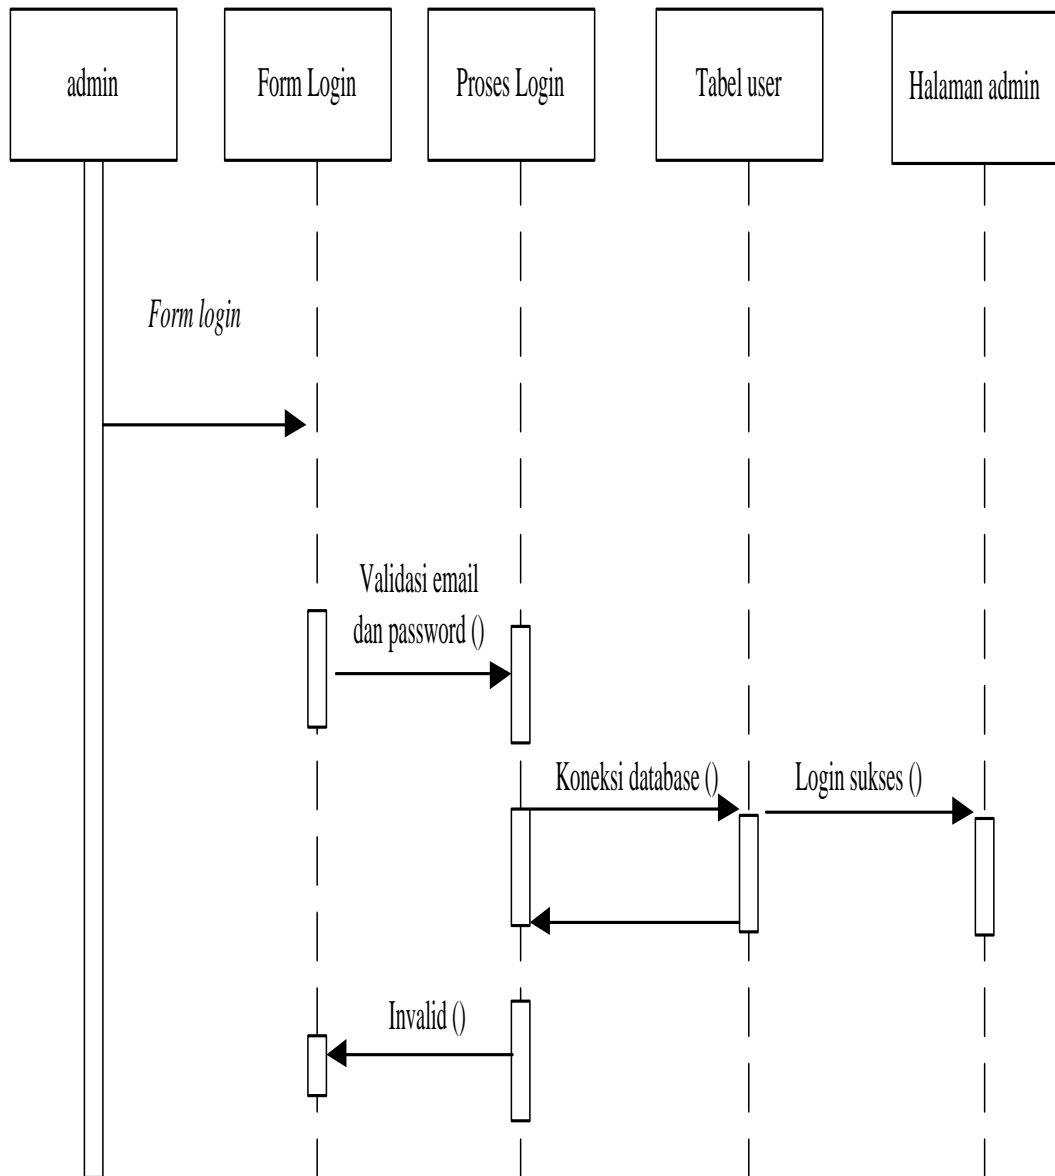 admin
Form Login
Proses Login
Tabel user
Halaman admin
Form login
Validasi email
dan password ()
Koneksi database ()
Login sukses ()
Invalid ()